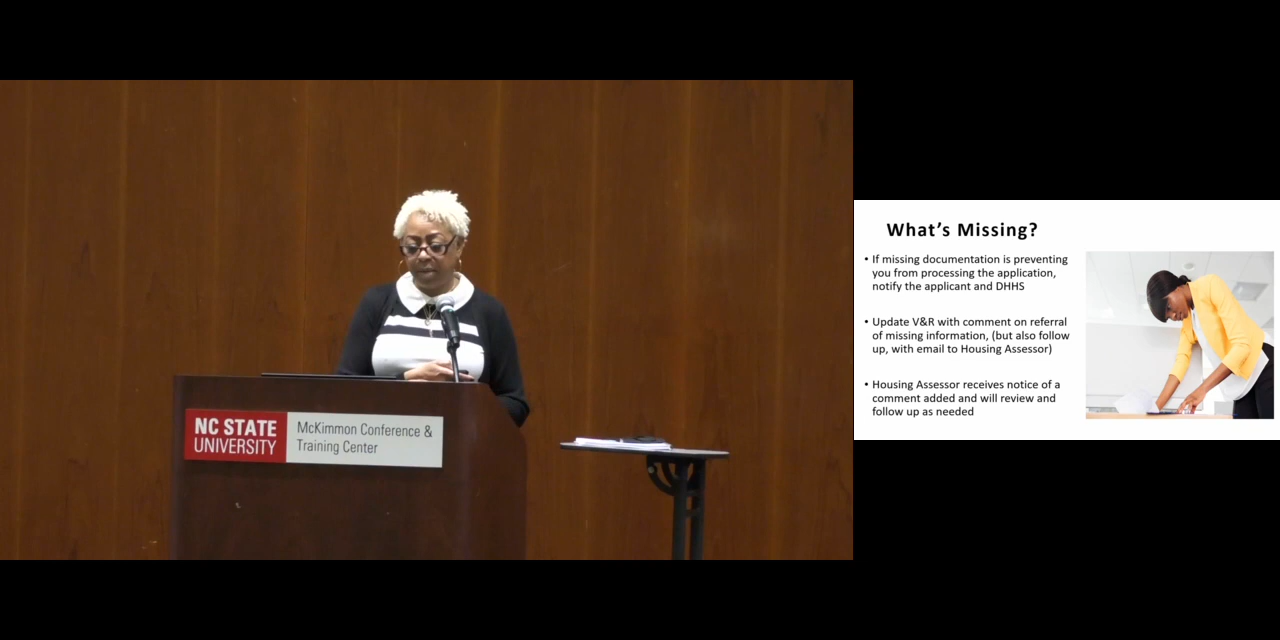 NC STATE
UNIVERSITY
McKimmon Conference &
Training Center
What's Missing?
• If missing documentation is preventing
you from processing the application,
notify the applicant and DHHS
• Update V&R with comment on referral
of missing information, (but also follow
up, with email to Housing Assessor)
• Housing Assessor receives notice of a
comment added and will review and
follow up as needed